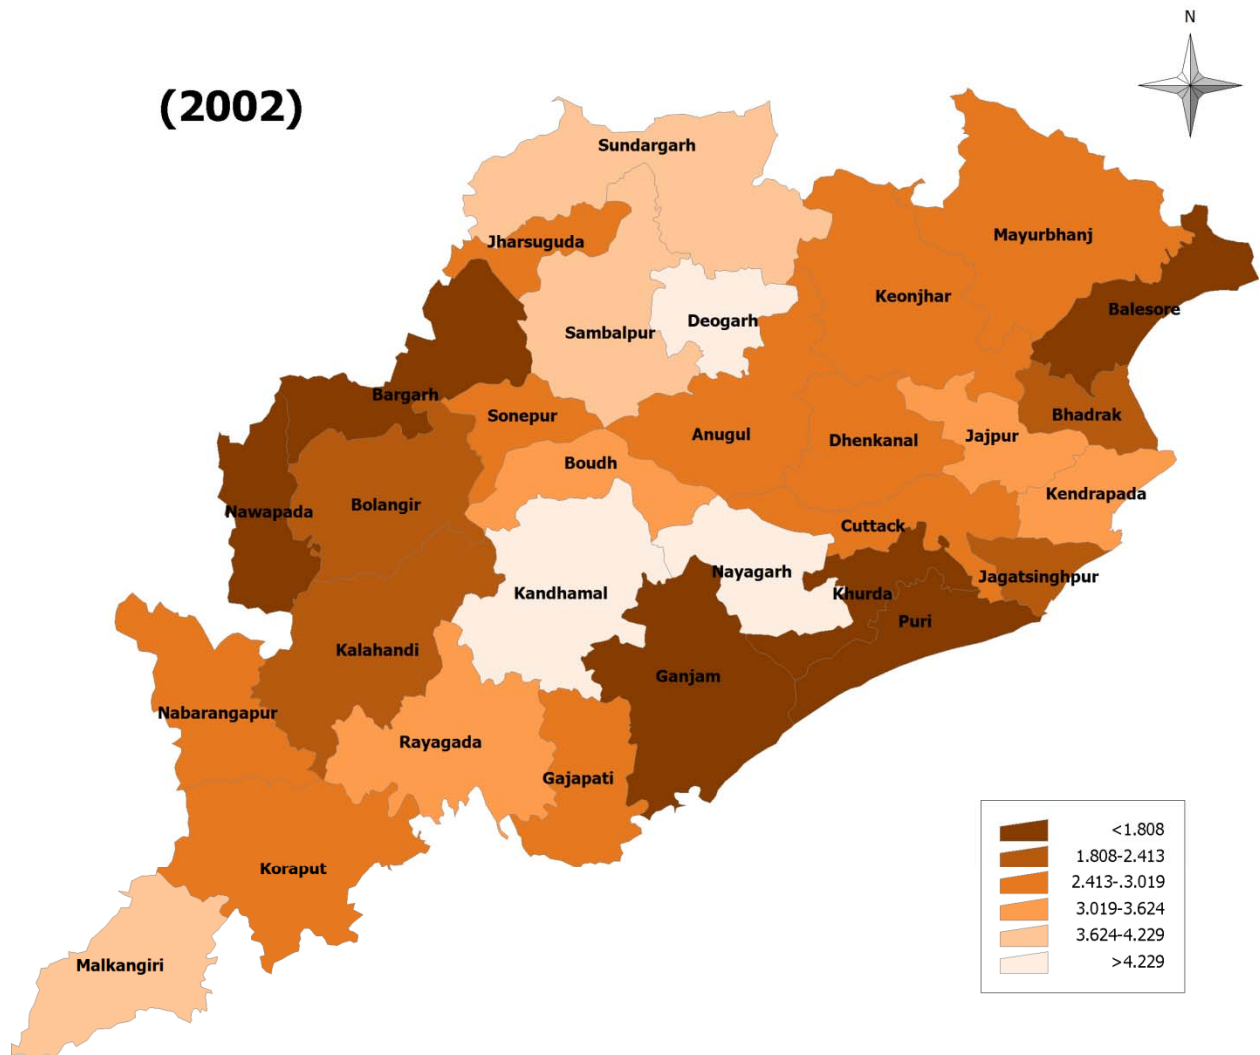 N
(2002)
Sundargarh
Mayurbhanj
Jharsuguda
Keonjhar
Balesore
Deogarh
Sambalpur
Bargarh
Sonepur
Bhadrak
Anugul
Dhenkanal
Jajpur
Boudh
Kendrapada
Bolangir
Nawapada
Cuttack
Nayagarh
Jagatsinghpur
Kandhamal
Khurda
Puri
Kalahandi
Ganjam
Nabarangapur
Rayagada
Gajapati
Koraput
Malkangiri
<1.808
1.808-2.413
2.413-.3.019
3.019-3.624
3.624-4.229
>4.229